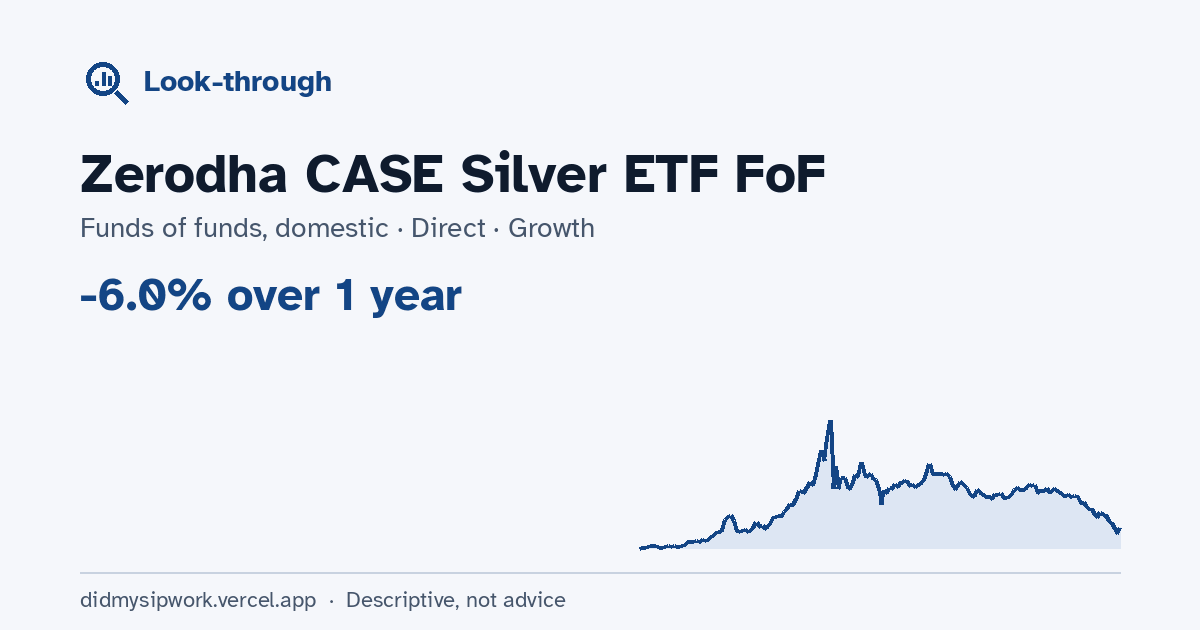 Look-through
Zerodha CASE Silver ETF FoF
Funds of funds, domestic · Direct · Growth
-6.0% over 1 year
didmysipwork.vercel.app · Descriptive, not advice